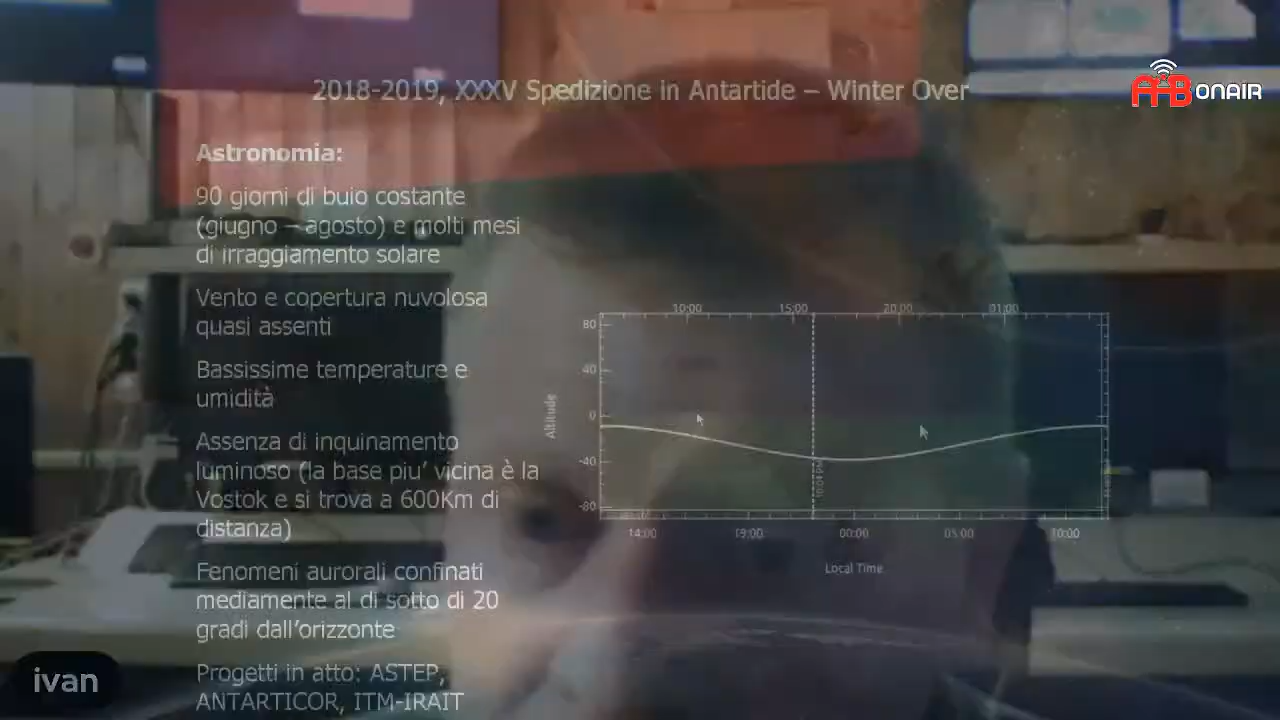 2018-2019, XXXV Spedizione in Antartide – Winter Over
AAB ONAIR
Astronomia:
90 giorni di buio costante
(giugno – agosto) e molti mesi
di irraggiamento solare
Vento e copertura nuvolosa
quasi assenti
Bassissime temperature e
umidità
Assenza di inquinamento
luminoso (la base piu' vicina è la
Vostok e si trova a 600Km di
distanza)
Fenomeni aurorali confinati
mediamente al di sotto di 20
gradi dall'orizzonte
Progetti in atto: ASTEP,
ANTARTICOR, ITM-IRAIT
10:00 15:00 20:00 01:00
80
40
0
-40
-80
Altitude
14:00 19:00 00:00 05:00 10:00
Local Time
ivan